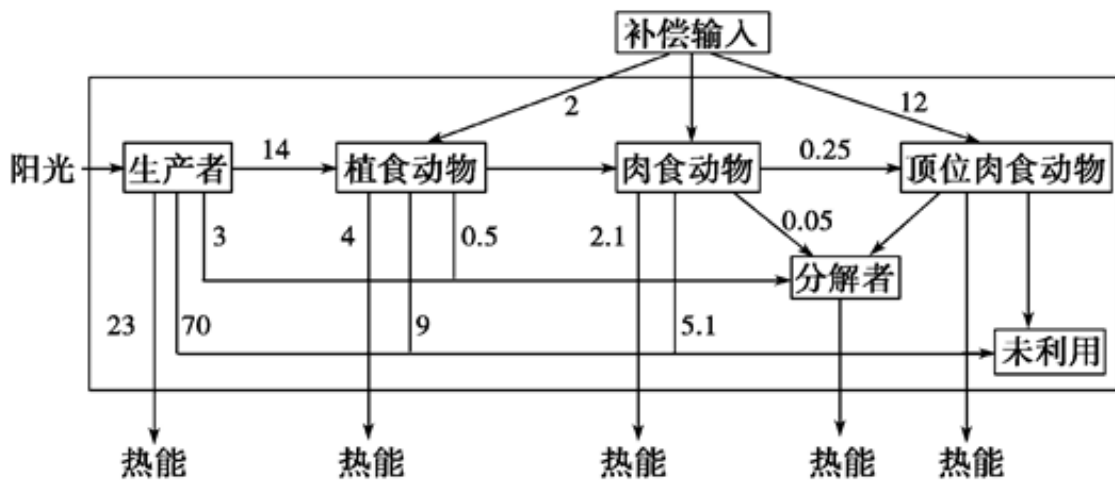 补偿输入
2
12
阳光
生产者
14
植食动物
肉食动物
0.25
顶位肉食动物
3
4
0.5
2.1
0.05
分解者
23
70
9
5.1
未利用
热能
热能
热能
热能
热能